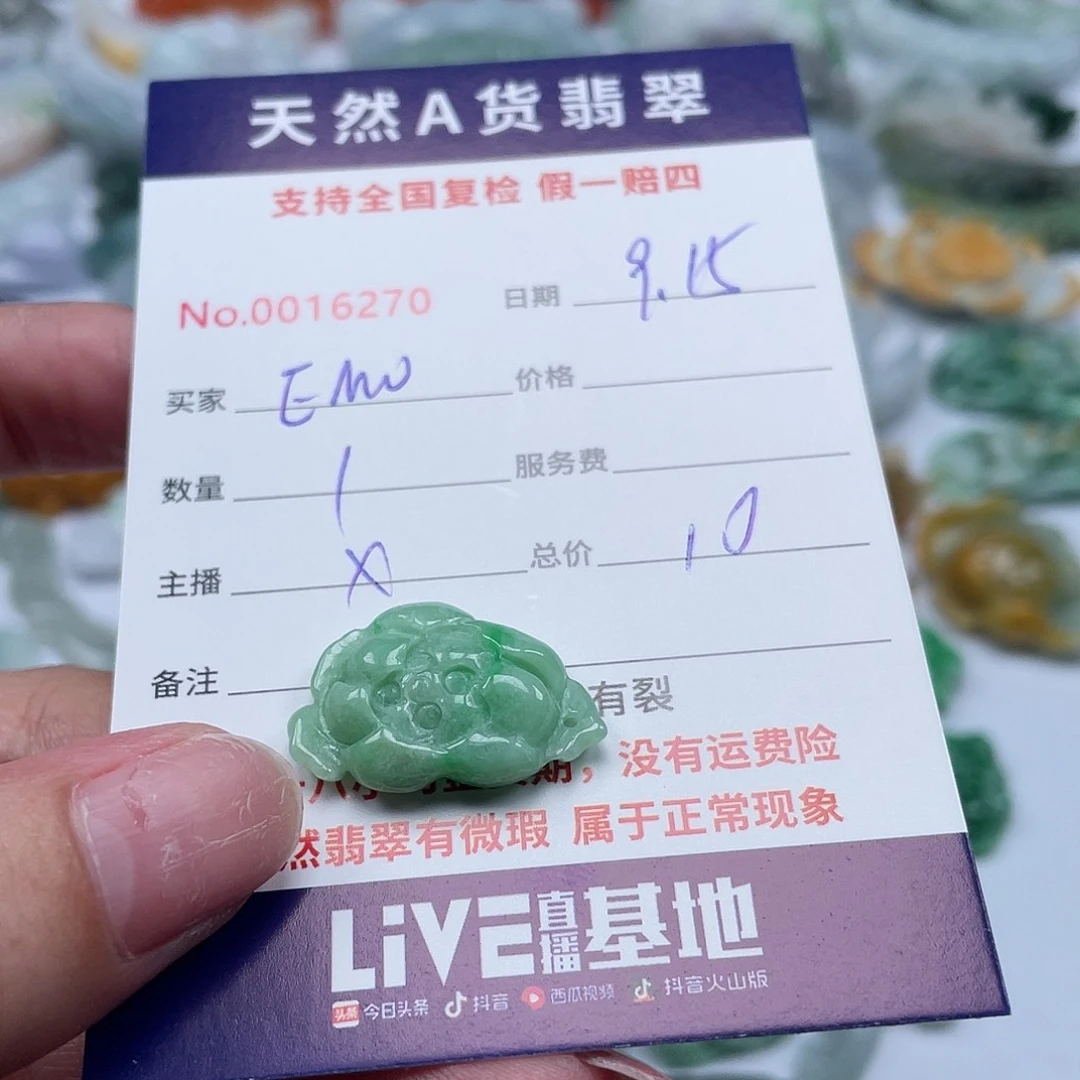 天然A货翡翠
支持全国复检 假一赔四
No.0016270 日期 9.15
买家 EMO 价格
数量 1 服务费
主播 X 总价 10
备注
有裂
期，没有运费险
然翡翠有微瑕 属于正常现象
LiVE直播基地
头条 今日头条 抖音 西瓜视频 抖音火山版